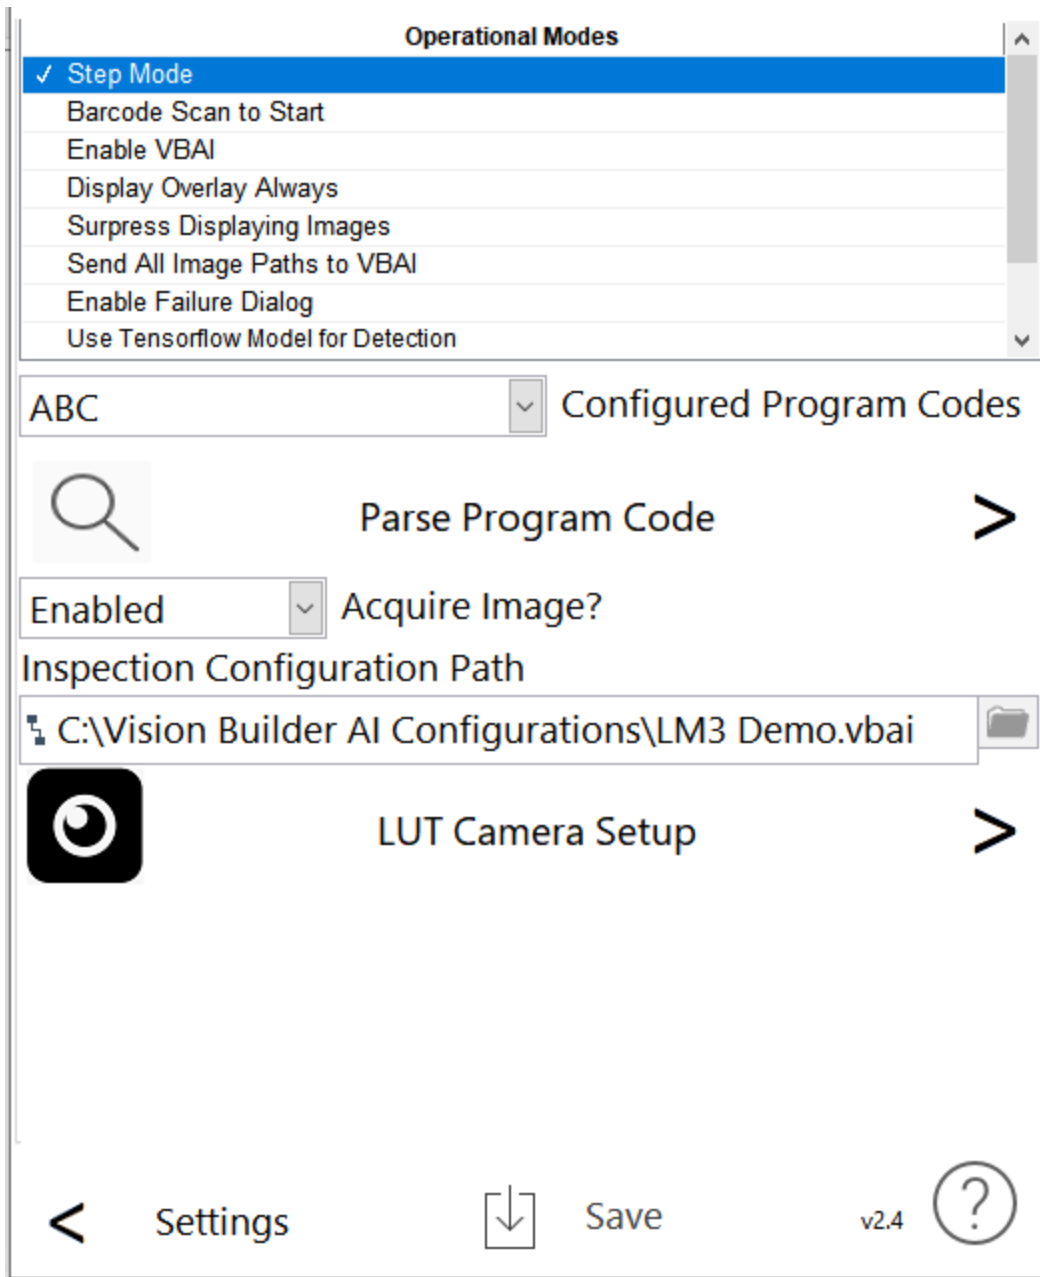 Operational Modes
✓ Step Mode
Barcode Scan to Start
Enable VBAI
Display Overlay Always
Surpress Displaying Images
Send All Image Paths to VBAI
Enable Failure Dialog
Use Tensorflow Model for Detection
ABC Configured Program Codes
Parse Program Code >
Enabled Acquire Image?
Inspection Configuration Path
C:\Vision Builder AI Configurations\LM3 Demo.vbai
LUT Camera Setup >
< Settings Save v2.4 ?